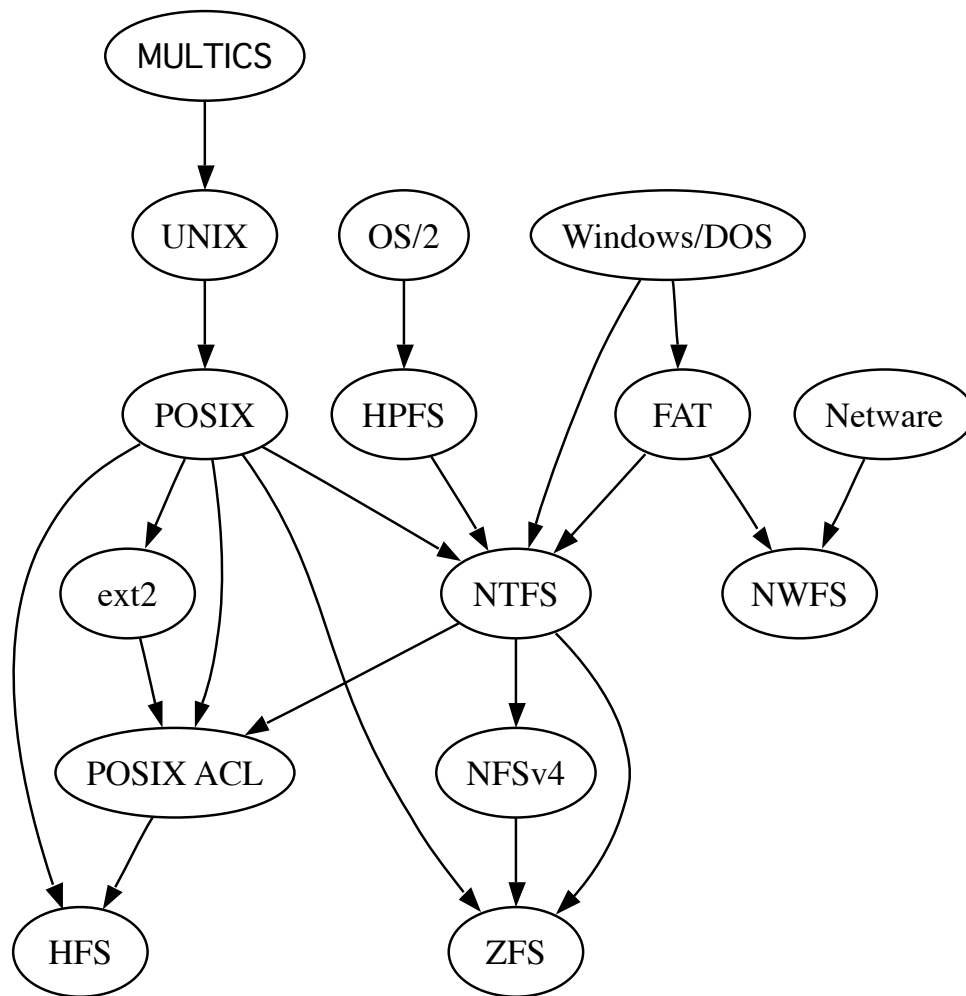 MULTICS
UNIX
OS/2
Windows/DOS
POSIX
HPFS
FAT
Netware
ext2
NTFS
NWFS
POSIX ACL
NFSv4
HFS
ZFS